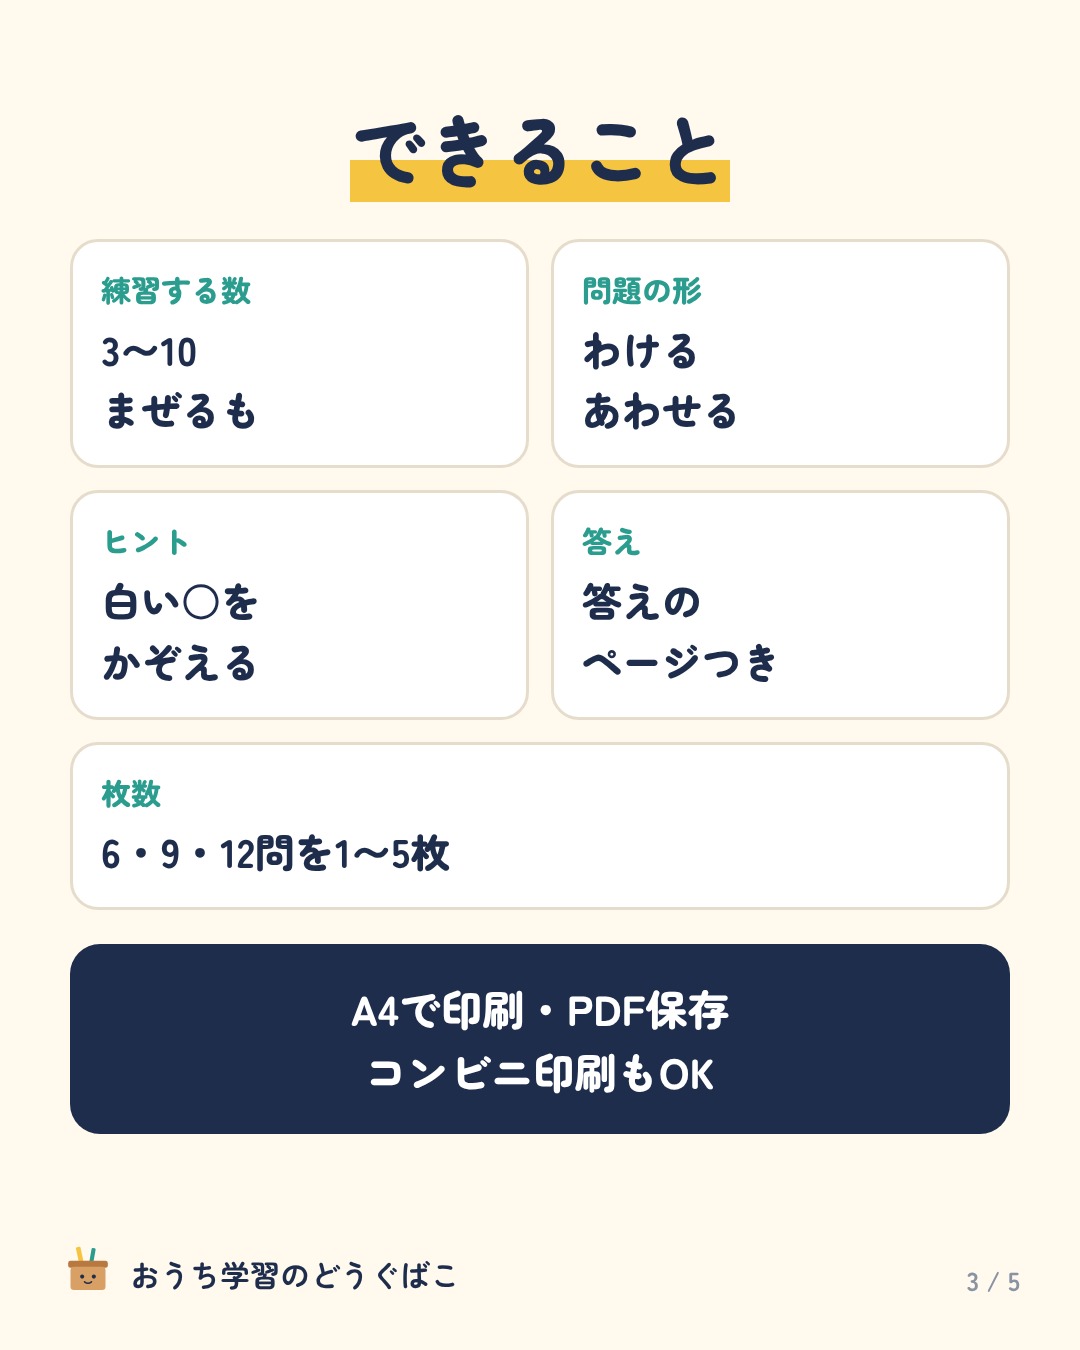 できること
練習する数
3〜10
まぜるも
問題の形
わける
あわせる
ヒント
白い○を
かぞえる
答え
答えの
ページつき
枚数
6・9・12問を1〜5枚
A4で印刷・PDF保存
コンビニ印刷もOK
おうち学習のどうぐばこ
3 / 5